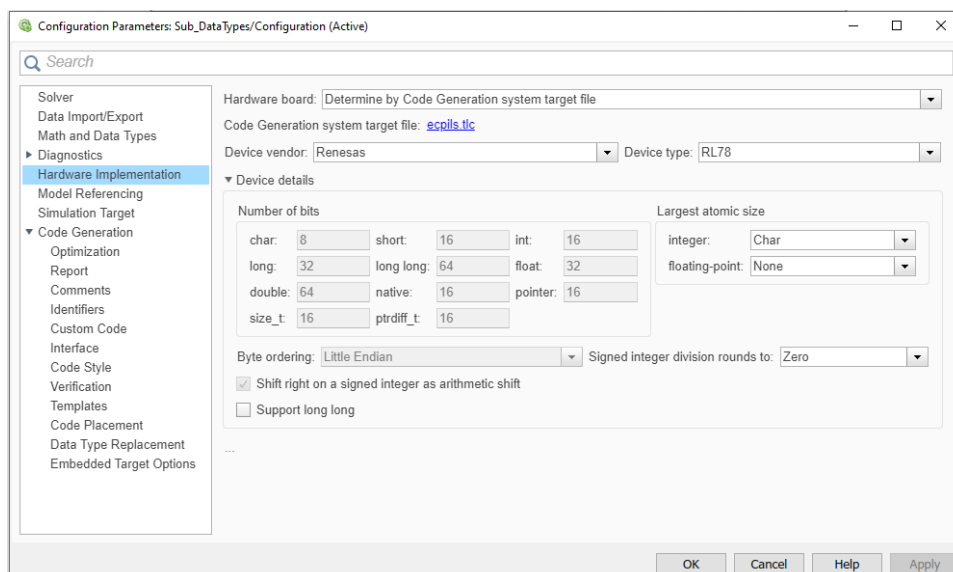 Configuration Parameters: Sub_DataTypes/Configuration (Active)
Search
Solver
Data Import/Export
Math and Data Types
Diagnostics
Hardware Implementation
Model Referencing
Simulation Target
Code Generation
Optimization
Report
Comments
Identifiers
Custom Code
Interface
Code Style
Verification
Templates
Code Placement
Data Type Replacement
Embedded Target Options
Hardware board: Determine by Code Generation system target file
Code Generation system target file: ecpils.tlc
Device vendor: Renesas Device type: RL78
Device details
Number of bits
char: 8 short: 16 int: 16
long: 32 long long: 64 float: 32
double: 64 native: 16 pointer: 16
size_t: 16 ptrdiff_t: 16
Largest atomic size
integer: Char
floating-point: None
Byte ordering: Little Endian Signed integer division rounds to: Zero
Shift right on a signed integer as arithmetic shift
Support long long
...
OK Cancel Help Apply